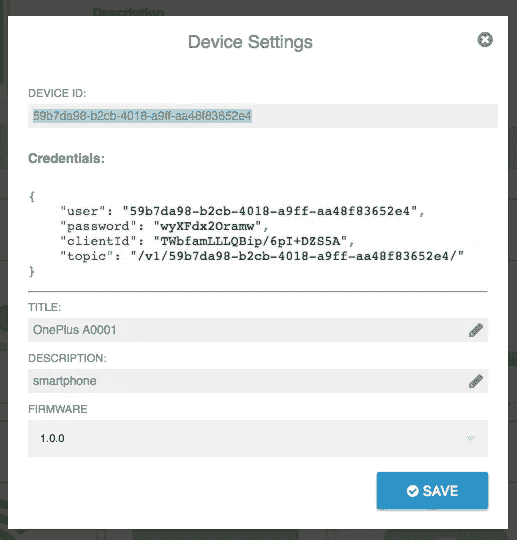 Description
Device Settings
DEVICE ID:
59b7da98-b2cb-4018-a9ff-aa48f83652e4
Credentials:
{
"user": "59b7da98-b2cb-4018-a9ff-aa48f83652e4",
"password": "wyXFdx2Oramw",
"clientId": "TWbfamLLLQBip/6pI+DZS5A",
"topic": "/v1/59b7da98-b2cb-4018-a9ff-aa48f83652e4/"
}
TITLE:
OnePlus A0001
DESCRIPTION:
smartphone
FIRMWARE
1.0.0
SAVE